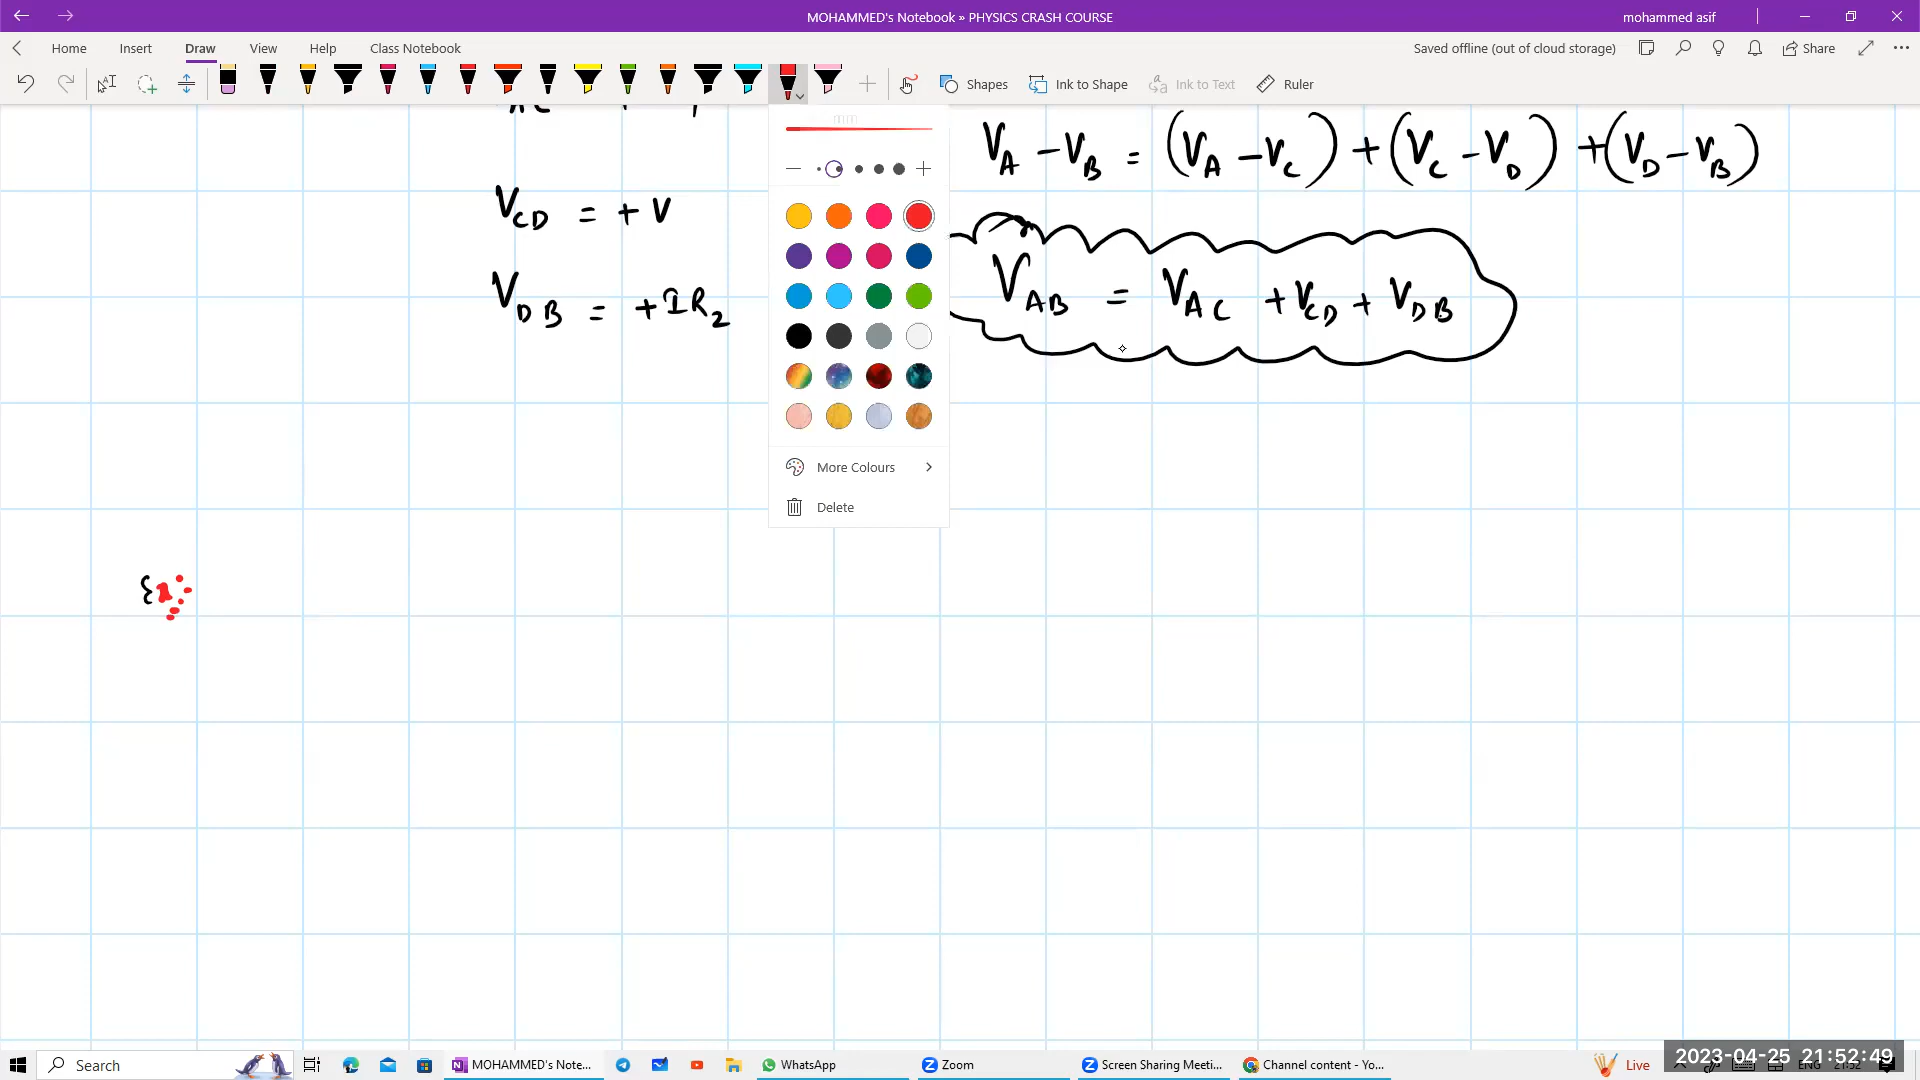 MOHAMMED's Notebook » PHYSICS CRASH COURSE
mohammed asif
Home Insert Draw View Help Class Notebook
Saved offline (out of cloud storage)
Share
Shapes
Ink to Shape
Ink to Text
Ruler
V_A - V_B = (V_A - V_C) + (V_C - V_D) + (V_D - V_B)
V_CD = + V
V_AB = V_AC + V_CD + V_DB
V_DB = + IR_2
More Colours
Delete
Search
MOHAMMED's Note...
WhatsApp
Zoom
Screen Sharing Meeti...
Channel content - Yo...
Live
2023-04-25 21:52:49
ENG